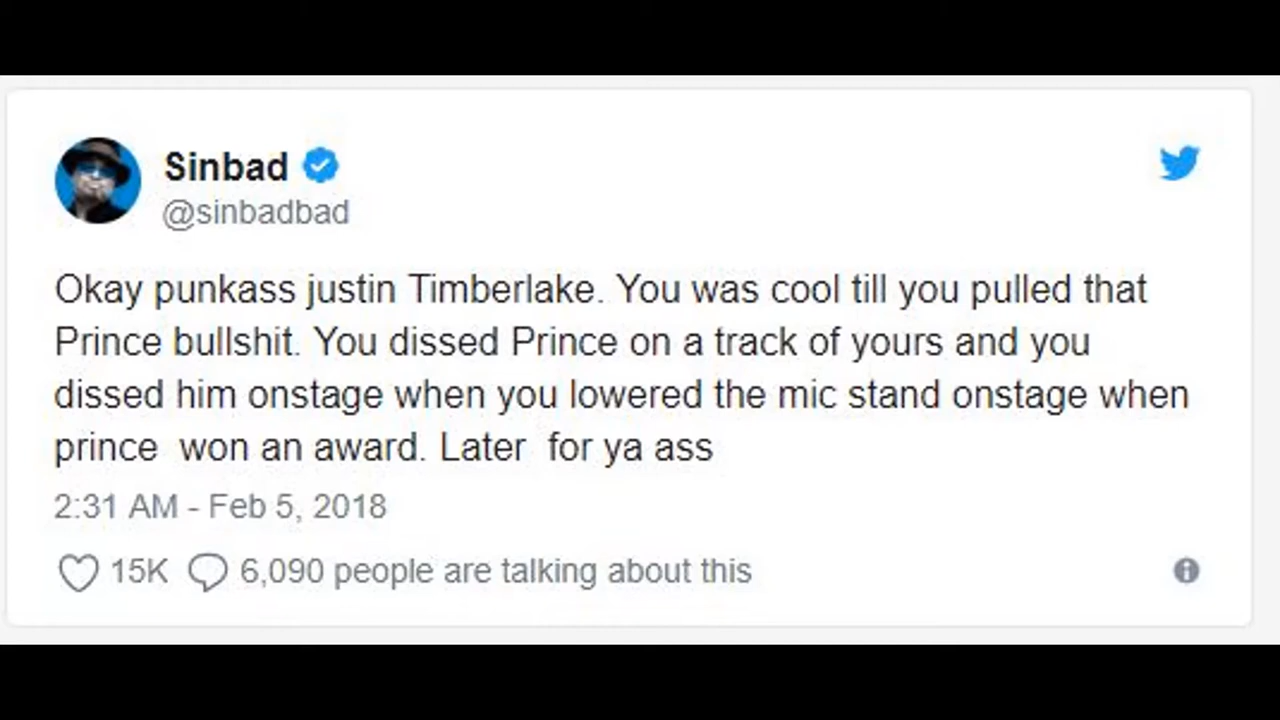 Sinbad
@sinbadbad
Okay punkass justin Timberlake. You was cool till you pulled that
Prince bullshit. You dissed Prince on a track of yours and you
dissed him onstage when you lowered the mic stand onstage when
prince  won an award. Later  for ya ass
2:31 AM - Feb 5, 2018
15K 6,090 people are talking about this